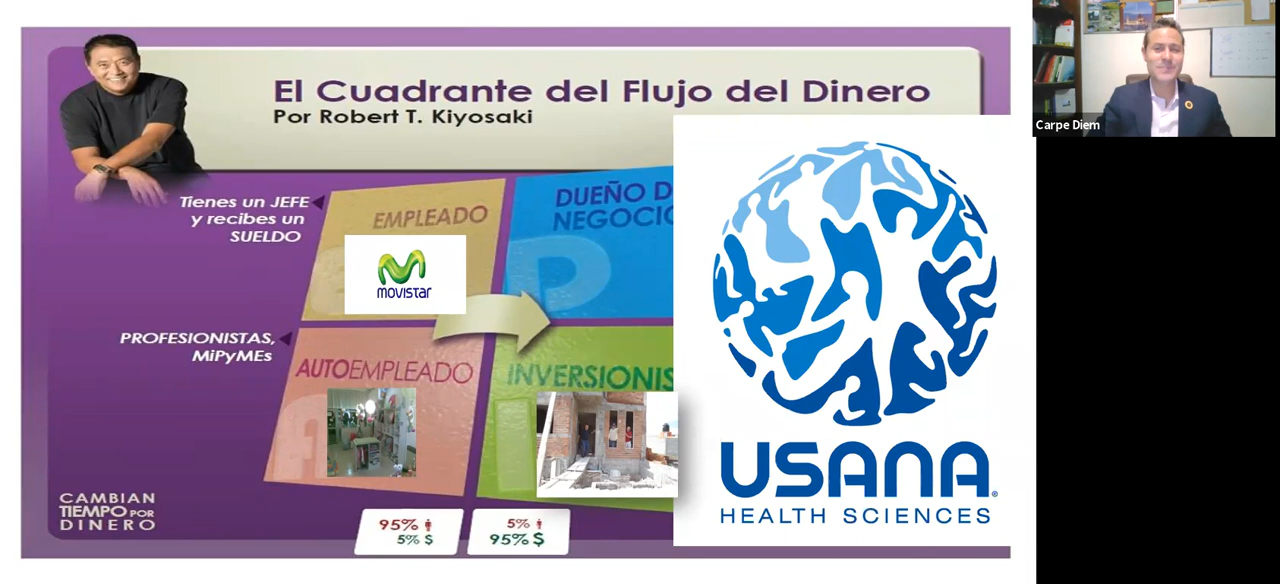 El Cuadrante del Flujo del Dinero
Por Robert T. Kiyosaki
Carpe Diem
Tienes un JEFE
y recibes un
SUELDO
EMPLEADO
DUEÑO D
NEGOCIO
movistar
PROFESIONISTAS,
MiPyMEs
AUTOEMPLEADO
INVERSIONIS
USANA
HEALTH SCIENCES
CAMBIAN
TIEMPO POR
DINERO
95%
5% $
5%
95% $